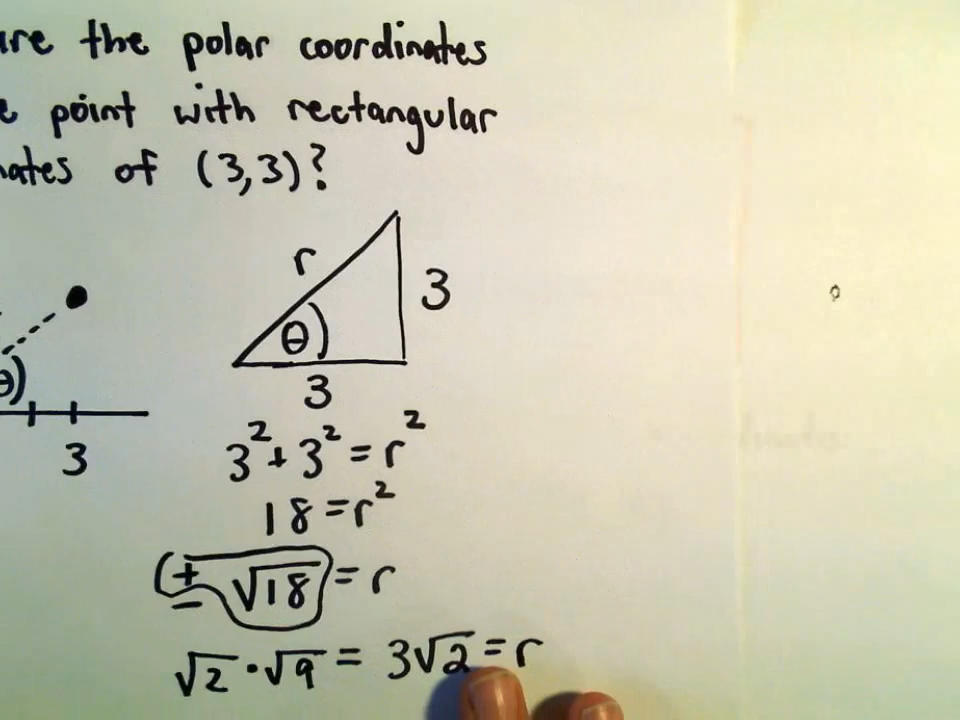 are the polar coordinates
e point with rectangular
nates of (3,3)?
r
3
θ
3
θ
3
3² + 3² = r²
18 = r²
± √18 = r
√2 · √9 = 3√2 = r